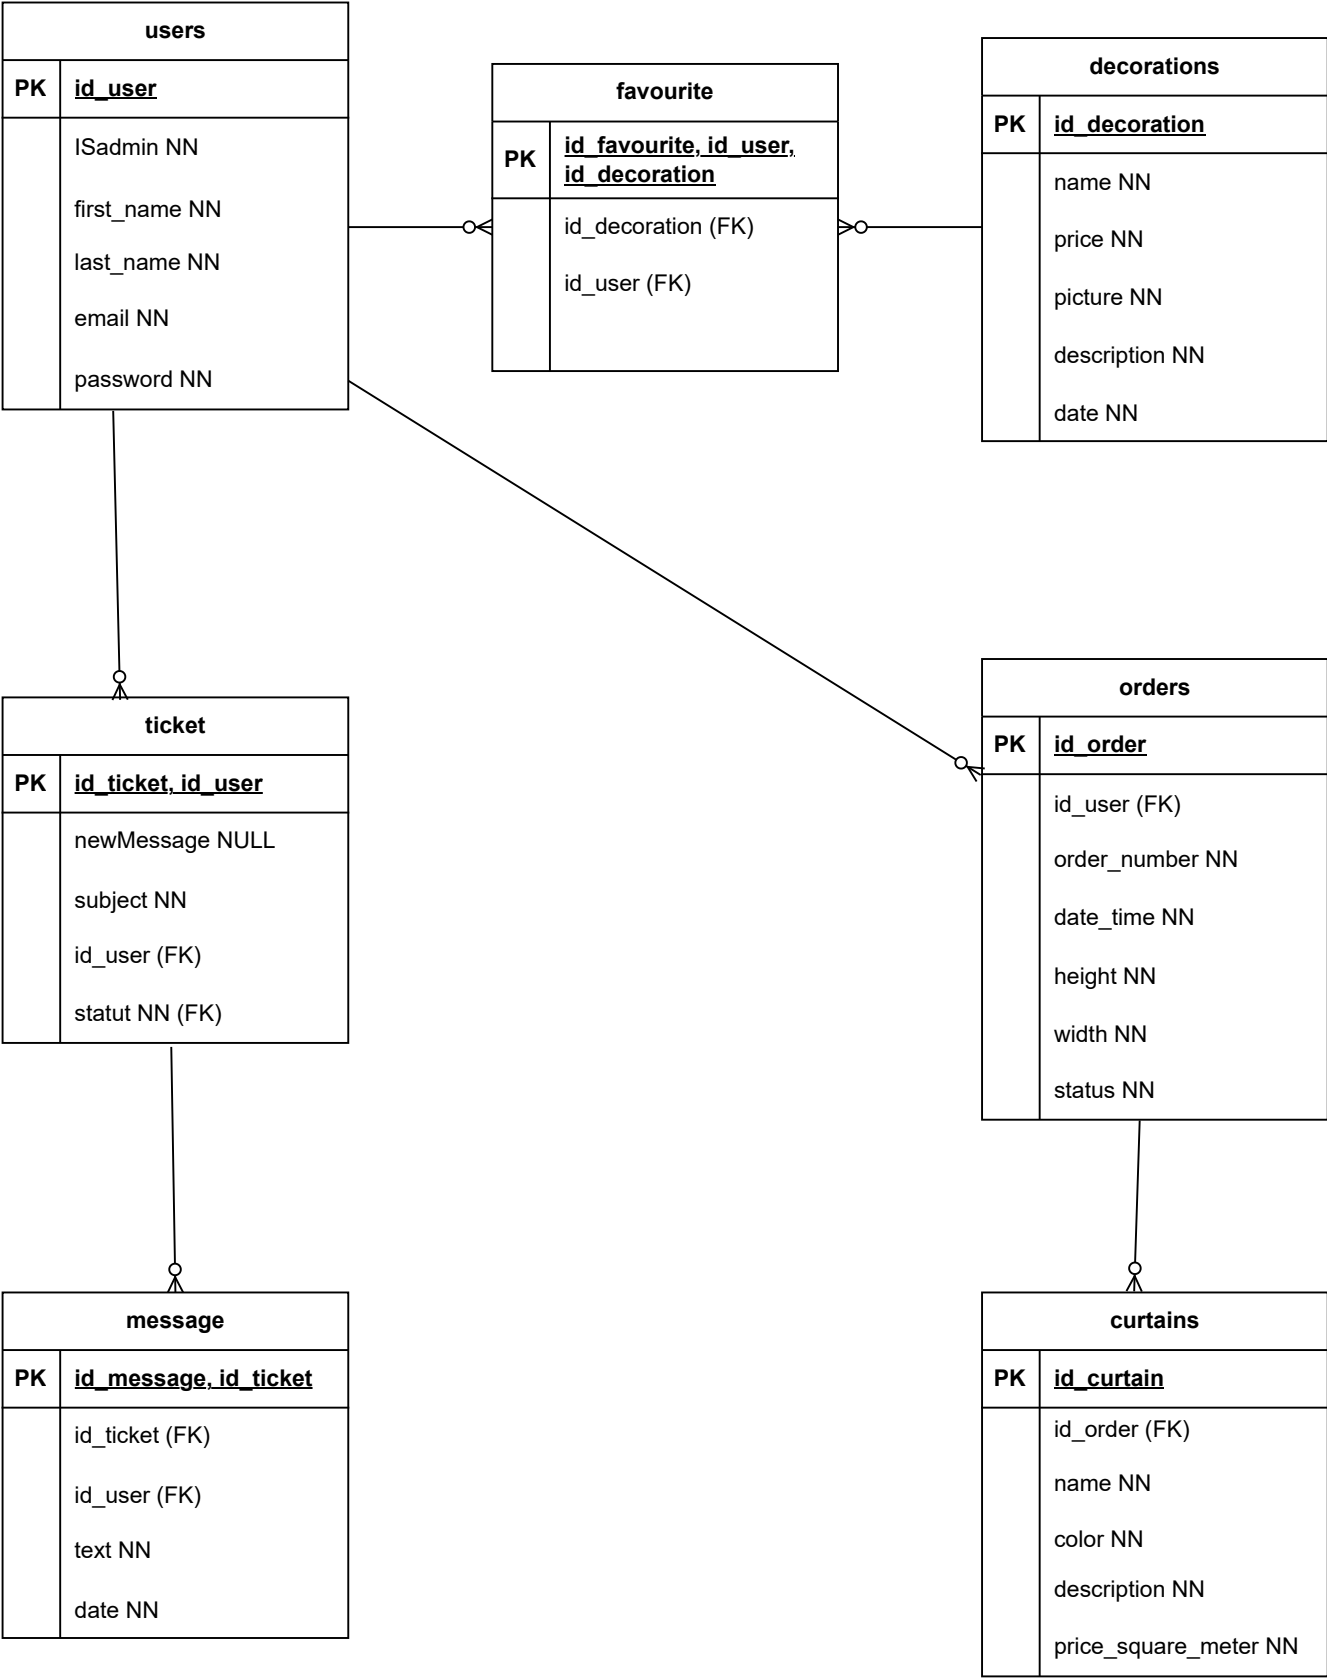 users
PK id_user
ISadmin NN
first_name NN
last_name NN
email NN
password NN
favourite
PK id_favourite, id_user,
id_decoration
id_decoration (FK)
id_user (FK)
decorations
PK id_decoration
name NN
price NN
picture NN
description NN
date NN
ticket
PK id_ticket, id_user
newMessage NULL
subject NN
id_user (FK)
statut NN (FK)
orders
PK id_order
id_user (FK)
order_number NN
date_time NN
height NN
width NN
status NN
message
PK id_message, id_ticket
id_ticket (FK)
id_user (FK)
text NN
date NN
curtains
PK id_curtain
id_order (FK)
name NN
color NN
description NN
price_square_meter NN